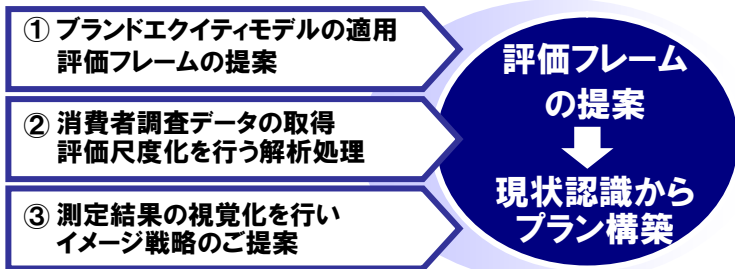 ① ブランドエクイティモデルの適用
評価フレームの提案
② 消費者調査データの取得
評価尺度化を行う解析処理
③ 測定結果の視覚化を行い
イメージ戦略のご提案
評価フレーム
の提案
現状認識から
プラン構築